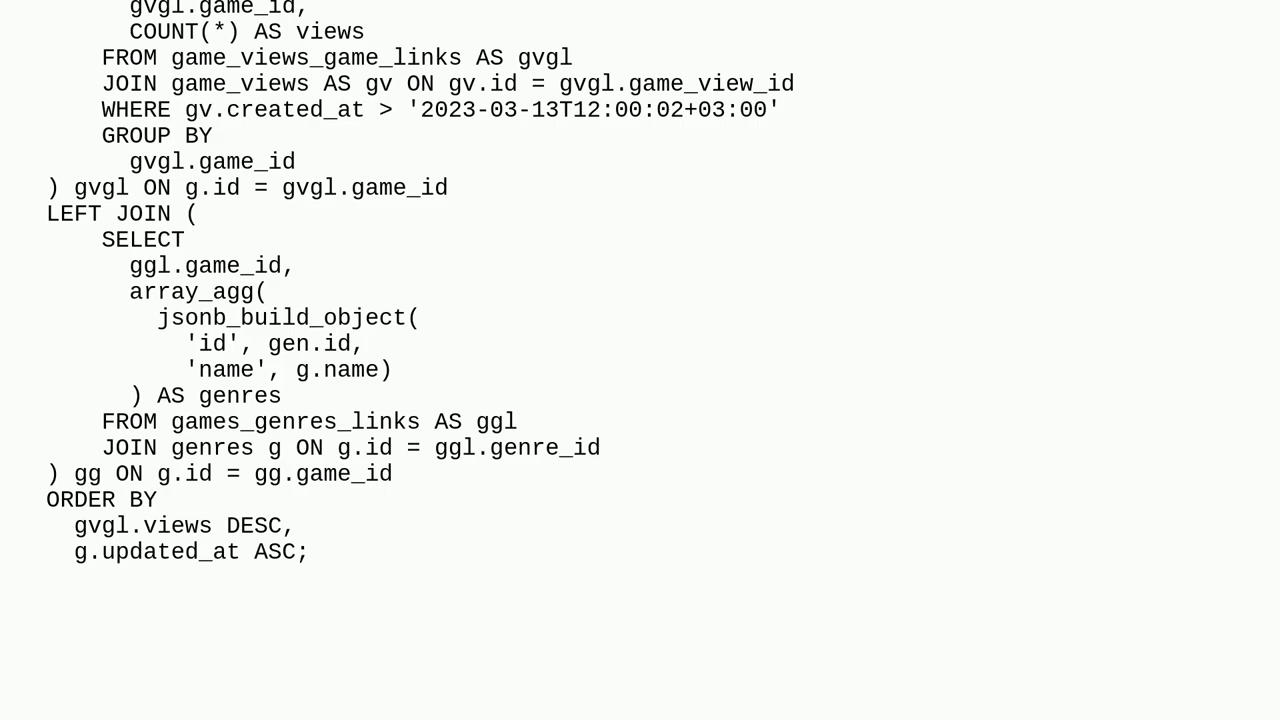 gvgl.game_id,
COUNT(*) AS views
FROM game_views_game_links AS gvgl
JOIN game_views AS gv ON gv.id = gvgl.game_view_id
WHERE gv.created_at > '2023-03-13T12:00:02+03:00'
GROUP BY
gvgl.game_id
) gvgl ON g.id = gvgl.game_id
LEFT JOIN (
SELECT
ggl.game_id,
array_agg(
jsonb_build_object(
'id', gen.id,
'name', g.name)
) AS genres
FROM games_genres_links AS ggl
JOIN genres g ON g.id = ggl.genre_id
) gg ON g.id = gg.game_id
ORDER BY
gvgl.views DESC,
g.updated_at ASC;